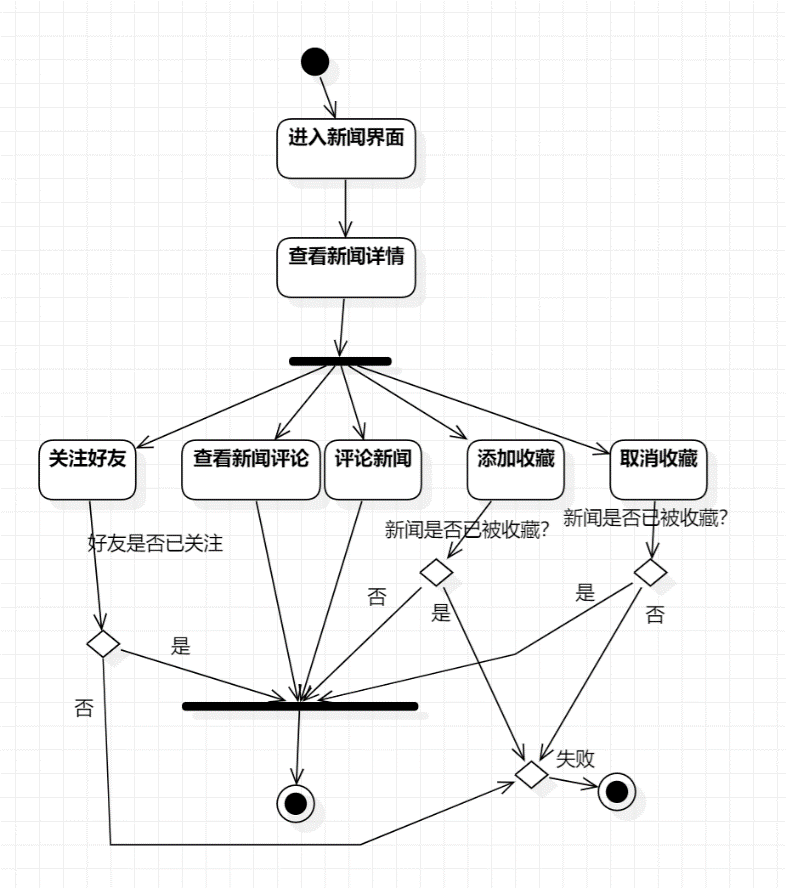 进入新闻界面
查看新闻详情
关注好友
查看新闻评论
评论新闻
添加收藏
取消收藏
好友是否已关注
新闻是否已被收藏?
新闻是否已被收藏?
否
是
是
否
是
否
失败